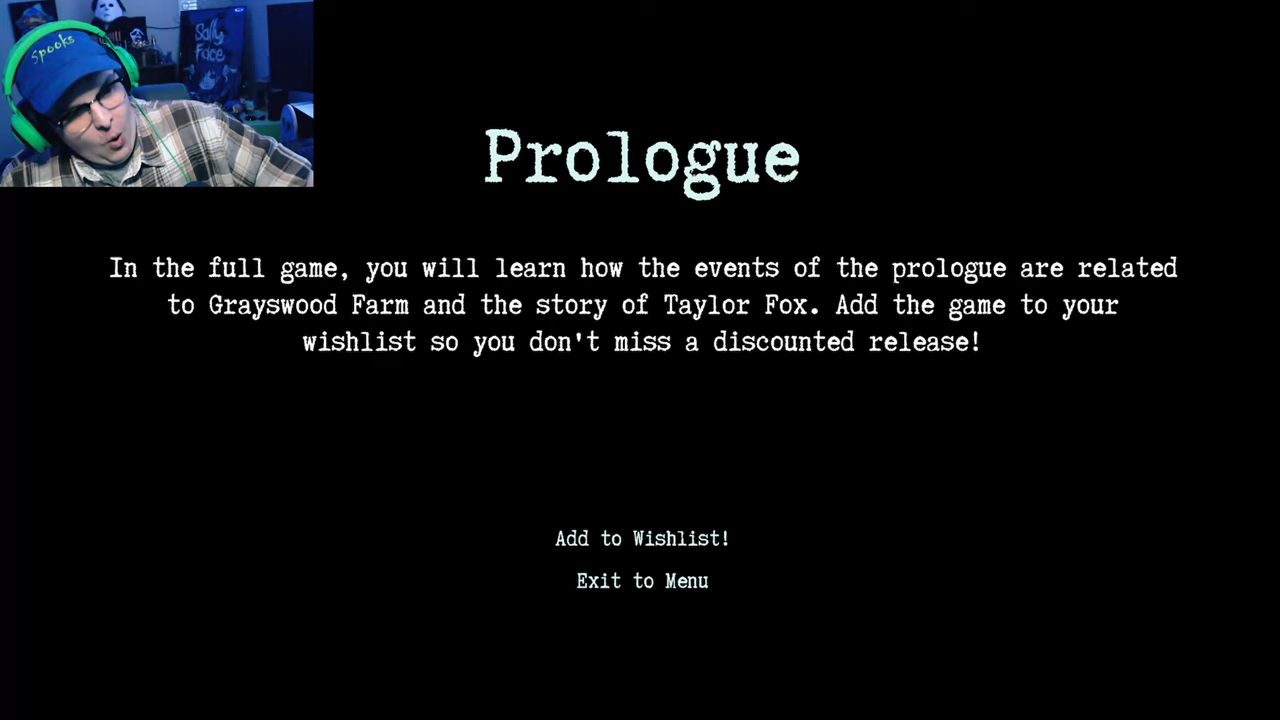 Spooks
Sally
Face
Prologue
In the full game, you will learn how the events of the prologue are related
to Grayswood Farm and the story of Taylor Fox. Add the game to your
wishlist so you don't miss a discounted release!
Add to Wishlist!
Exit to Menu